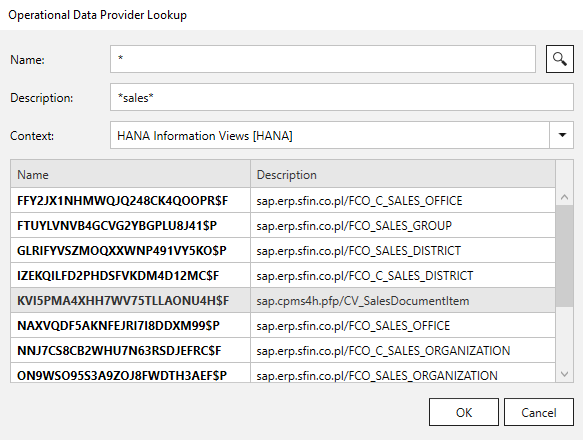 Operational Data Provider Lookup
Name: *
Description: *sales*
Context: HANA Information Views [HANA]
Name Description
FFY2JX1NHMWQJQ248CK4QOOPR$F sap.erp.sfin.co.pl/FCO_C_SALES_OFFICE
FTUYLVNVB4GCVG2YBGPLU8J41$P sap.erp.sfin.co.pl/FCO_SALES_GROUP
GLRIFYVSZMOQXXWNP491VY5KO$P sap.erp.sfin.co.pl/FCO_SALES_DISTRICT
IZEKQILFD2PHDSFVKDM4D12MC$F sap.erp.sfin.co.pl/FCO_C_SALES_DISTRICT
KVI5PMA4XHH7WV75TLLAONU4H$F sap.cpms4h.pfp/CV_SalesDocumentItem
NAXVQDF5AKNFEJRI7I8DDXM99$P sap.erp.sfin.co.pl/FCO_SALES_OFFICE
NNJ7CS8CB2WHU7N63RSDJEFRC$F sap.erp.sfin.co.pl/FCO_C_SALES_ORGANIZATION
ON9WSO95S3A9ZOJ8FWDTH3AEF$P sap.erp.sfin.co.pl/FCO_SALES_ORGANIZATION
OK Cancel